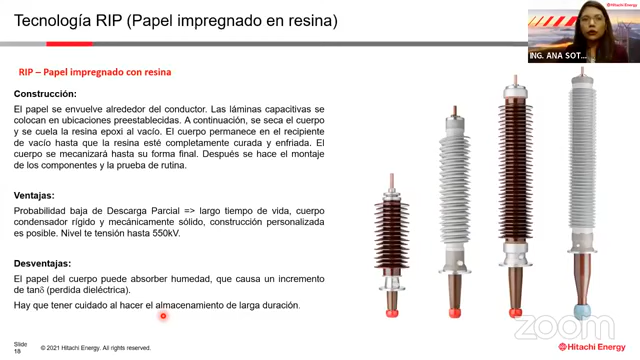 Tecnología RIP (Papel impregnado en resina)
Hitachi Energy
ING. ANA SOT...
RIP – Papel impregnado con resina
Construcción:
El papel se envuelve alrededor del conductor. Las láminas capacitivas se
colocan en ubicaciones preestablecidas. A continuación, se seca el cuerpo
y se cuela la resina epoxi al vacío. El cuerpo permanece en el recipiente
de vacío hasta que la resina esté completamente curada y enfriada. El
cuerpo se mecanizará hasta su forma final. Después se hace el montaje
de los componentes y la prueba de rutina.
Ventajas:
Probabilidad baja de Descarga Parcial => largo tiempo de vida, cuerpo
condensador rígido y mecánicamente sólido, construcción personalizada
es posible. Nivel te tensión hasta 550kV.
Desventajas:
El papel del cuerpo puede absorber humedad, que causa un incremento
de tanδ (perdida dieléctrica).
Hay que tener cuidado al hacer el almacenamiento de larga duración.
zoom
Slide
18
© 2021 Hitachi Energy. All rights reserved.
Hitachi Energy